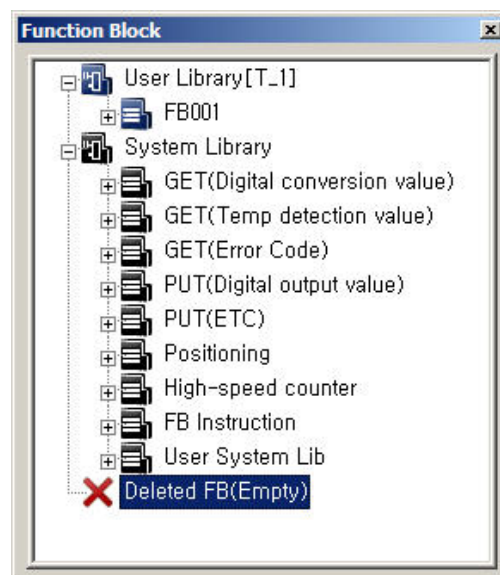 Function Block
User Library[T_1]
FB001
System Library
GET(Digital conversion value)
GET(Temp detection value)
GET(Error Code)
PUT(Digital output value)
PUT(ETC)
Positioning
High-speed counter
FB Instruction
User System Lib
Deleted FB(Empty)